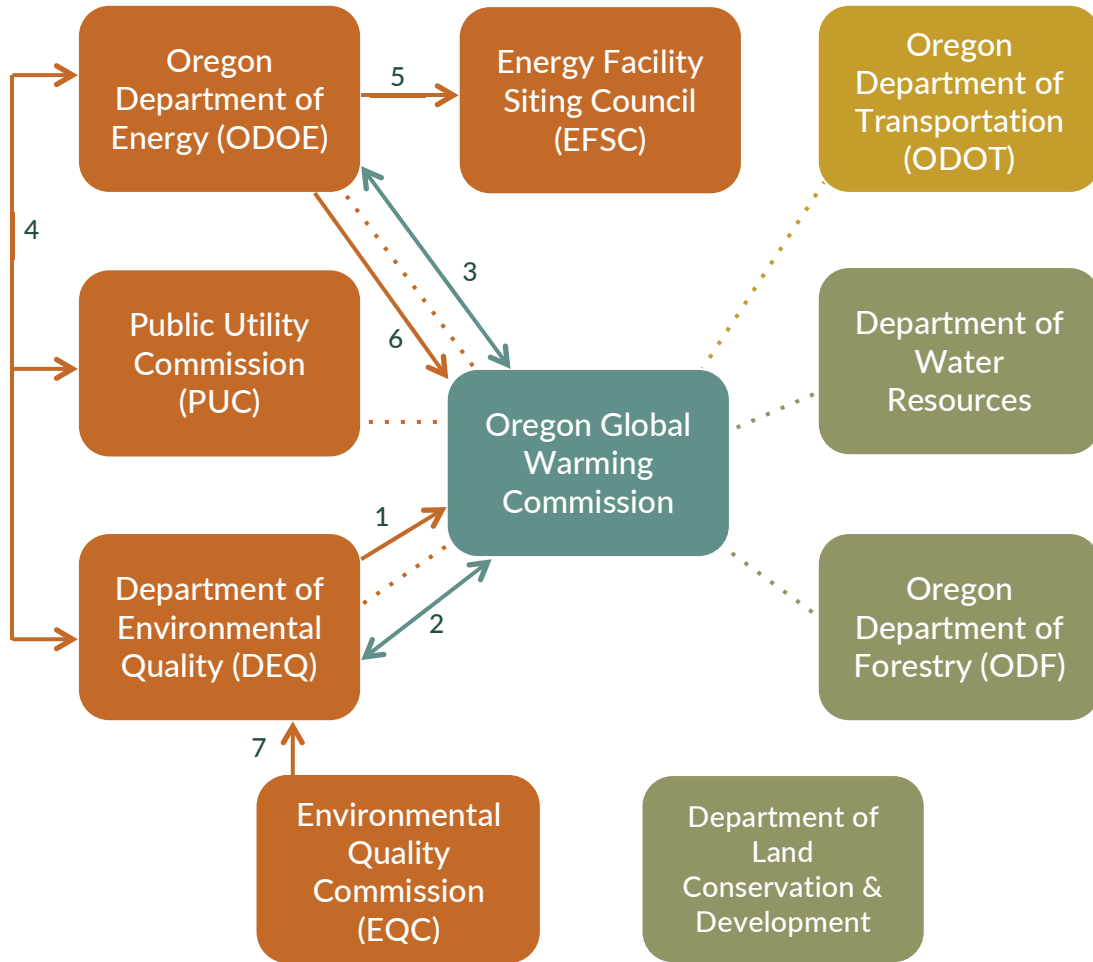 Oregon
Department of
Energy (ODOE)
5
Energy Facility
Siting Council
(EFSC)
Oregon
Department of
Transportation
(ODOT)
4
3
Public Utility
Commission
(PUC)
6
Department of
Water
Resources
Oregon Global
Warming
Commission
1
Department of
Environmental
Quality (DEQ)
2
Oregon
Department of
Forestry (ODF)
7
Environmental
Quality
Commission
(EQC)
Department of
Land
Conservation &
Development